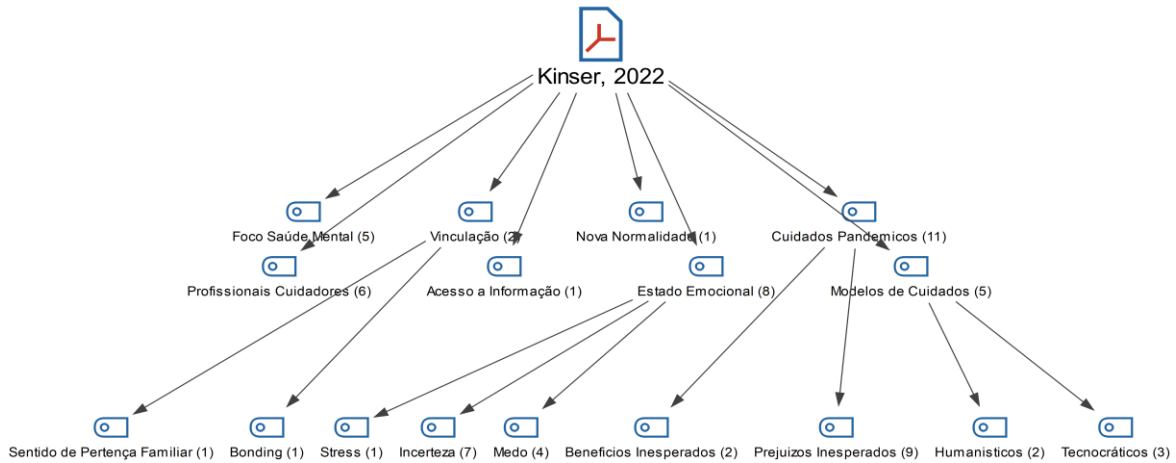 Kinser, 2022
Foco Saúde Mental (5)
Vinculação (2)
Nova Normalidade (1)
Cuidados Pandemicos (11)
Profissionais Cuidadores (6)
Acesso a Informação (1)
Estado Emocional (8)
Modelos de Cuidados (5)
Sentido de Pertença Familiar (1)
Bonding (1)
Stress (1)
Incerteza (7)
Medo (4)
Beneficios Inesperados (2)
Prejuizos Inesperados (9)
Humanisticos (2)
Tecnocráticos (3)